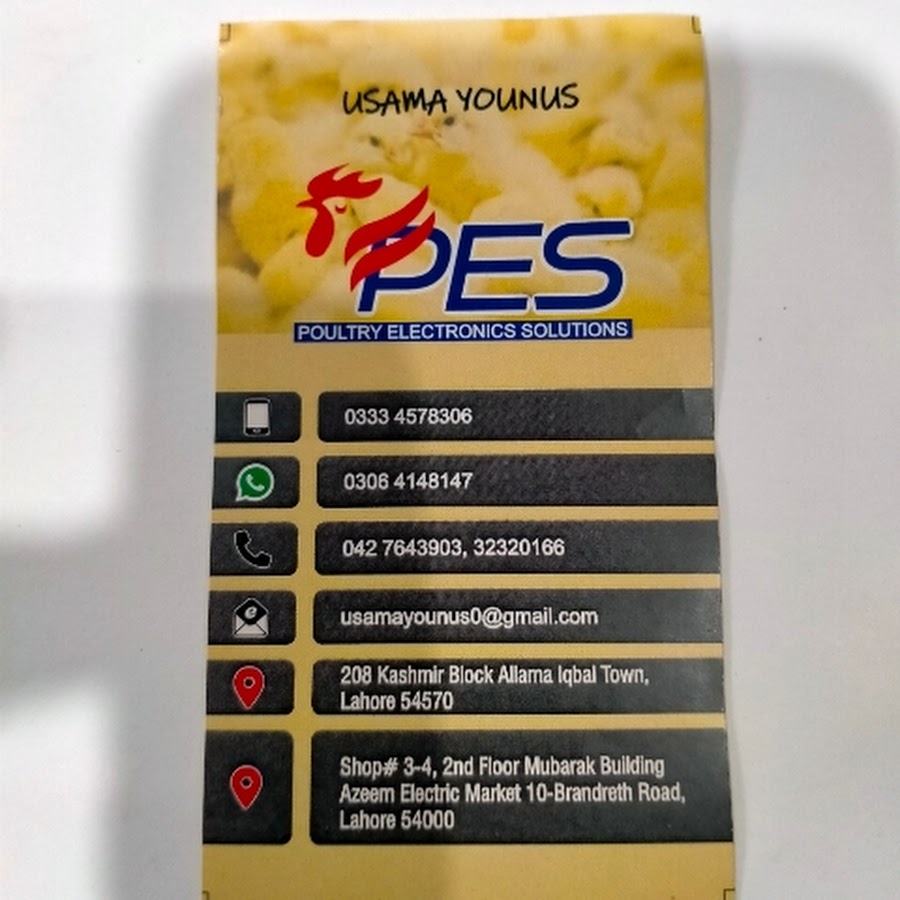 USAMA YOUNUS
PES
POULTRY ELECTRONICS SOLUTIONS
0333 4578306
0306 4148147
042 7643903, 32320166
usamayounus0@gmail.com
208 Kashmir Block Allama Iqbal Town,
Lahore 54570
Shop# 3-4, 2nd Floor Mubarak Building
Azeem Electric Market 10-Brandreth Road,
Lahore 54000